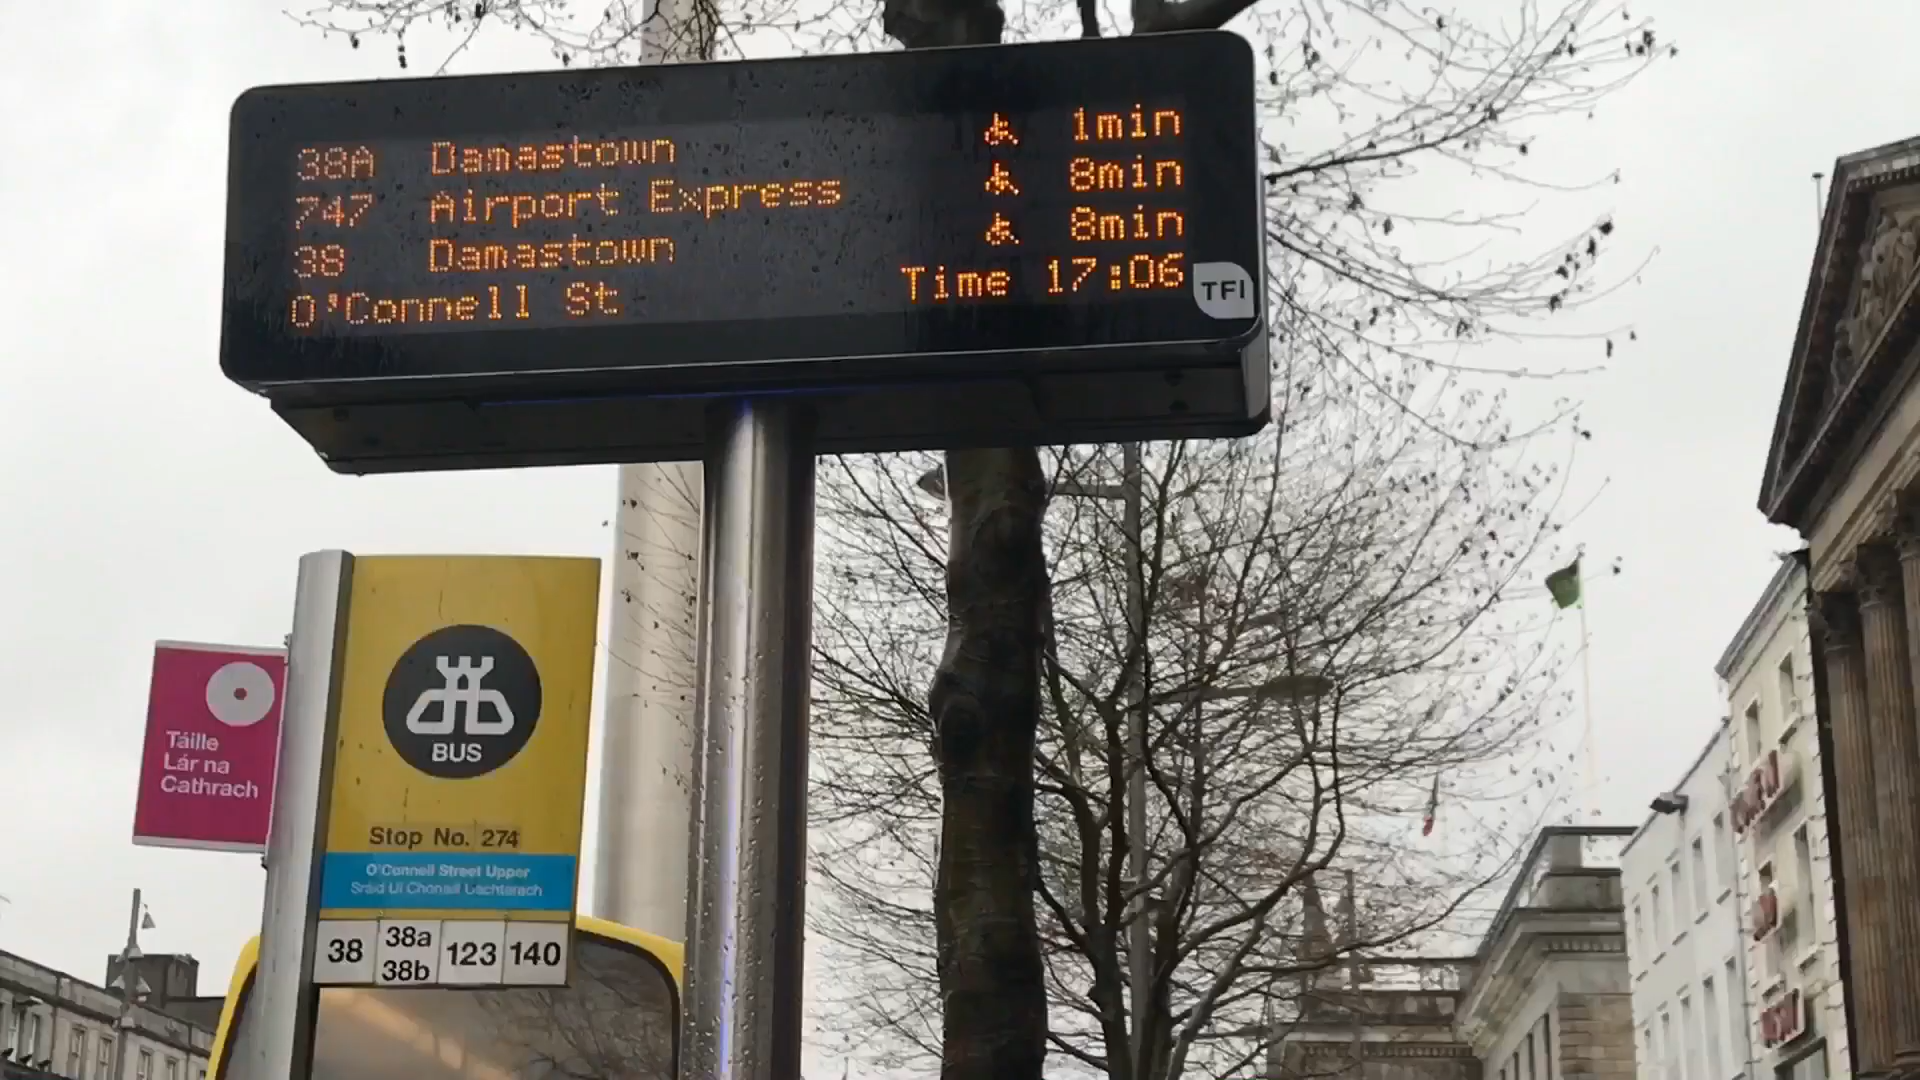 38A Damastown 1min
747 Airport Express 8min
38 Damastown 8min
O'Connell St Time 17:06
TFI
BUS
Táille
Lár na
Cathrach
Stop No. 274
O'Connell Street Upper
Sráid Uí Chonaill Uachtarach
38 38a 123 140
38b